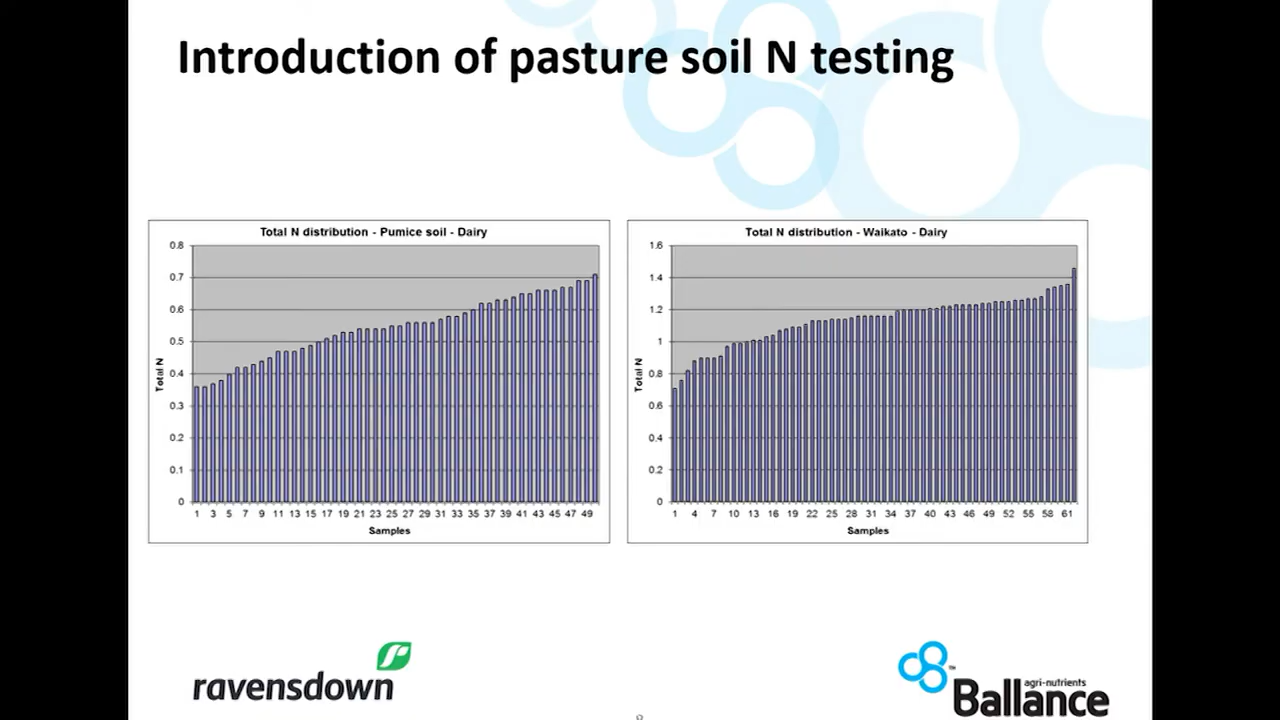 Introduction of pasture soil N testing
Total N distribution - Pumice soil - Dairy
0.8
0.7
0.6
0.5
0.4
0.3
0.2
0.1
0
Total N
1 3 5 7 9 11 13 15 17 19 21 23 25 27 29 31 33 35 37 39 41 43 45 47 49
Samples
Total N distribution - Waikato - Dairy
1.6
1.4
1.2
1
0.8
0.6
0.4
0.2
0
Total N
1 4 7 10 13 16 19 22 25 28 31 34 37 40 43 46 49 52 55 58 61
Samples
ravensdown
TM
agri-nutrients
Ballance